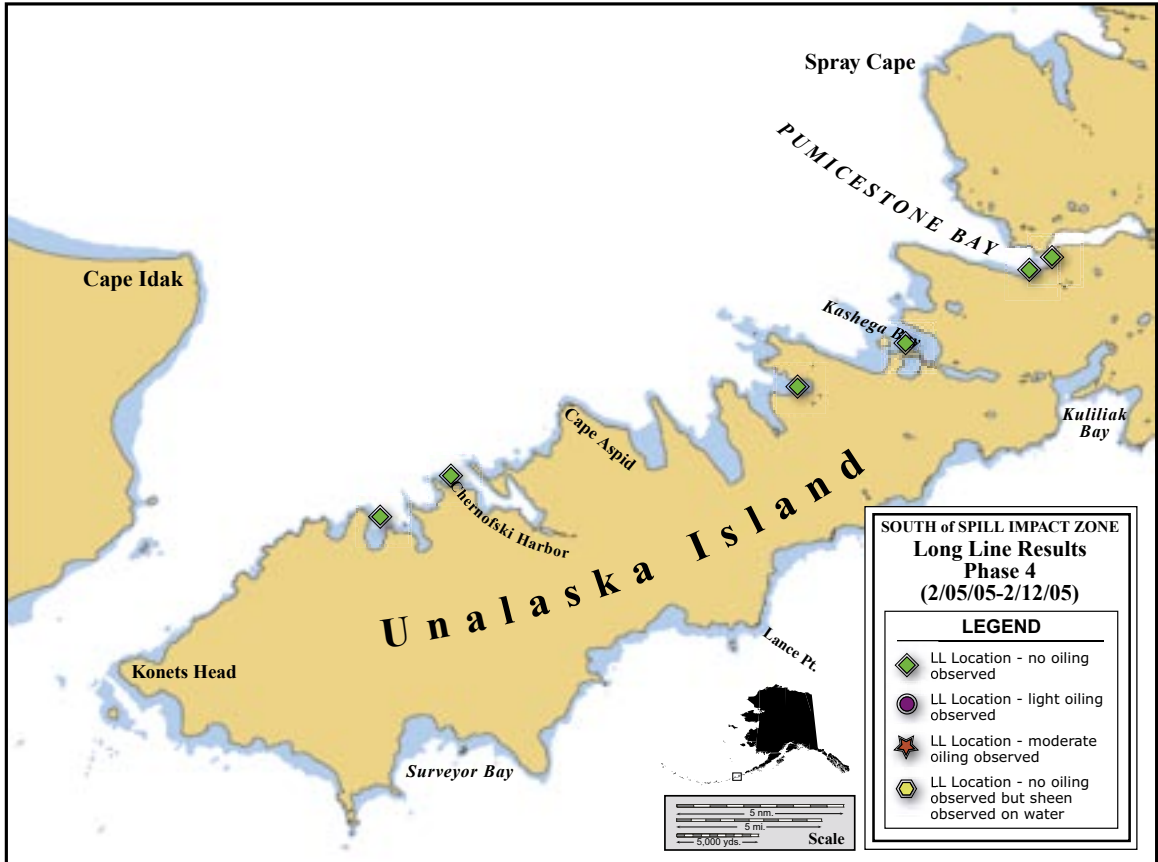 Spray Cape
PUMICESTONE BAY
Cape Idak
Kashega Bay
Kuliliak
Bay
Cape Aspid
Chernofski Harbor
Unalaska Island
Konets Head
Lance Pt.
Surveyor Bay
SOUTH of SPILL IMPACT ZONE
Long Line Results
Phase 4
(2/05/05-2/12/05)
LEGEND
LL Location - no oiling
observed
LL Location - light oiling
observed
LL Location - moderate
oiling observed
LL Location - no oiling
observed but sheen
observed on water
5 nm.
5 mi.
5,000 yds.
Scale